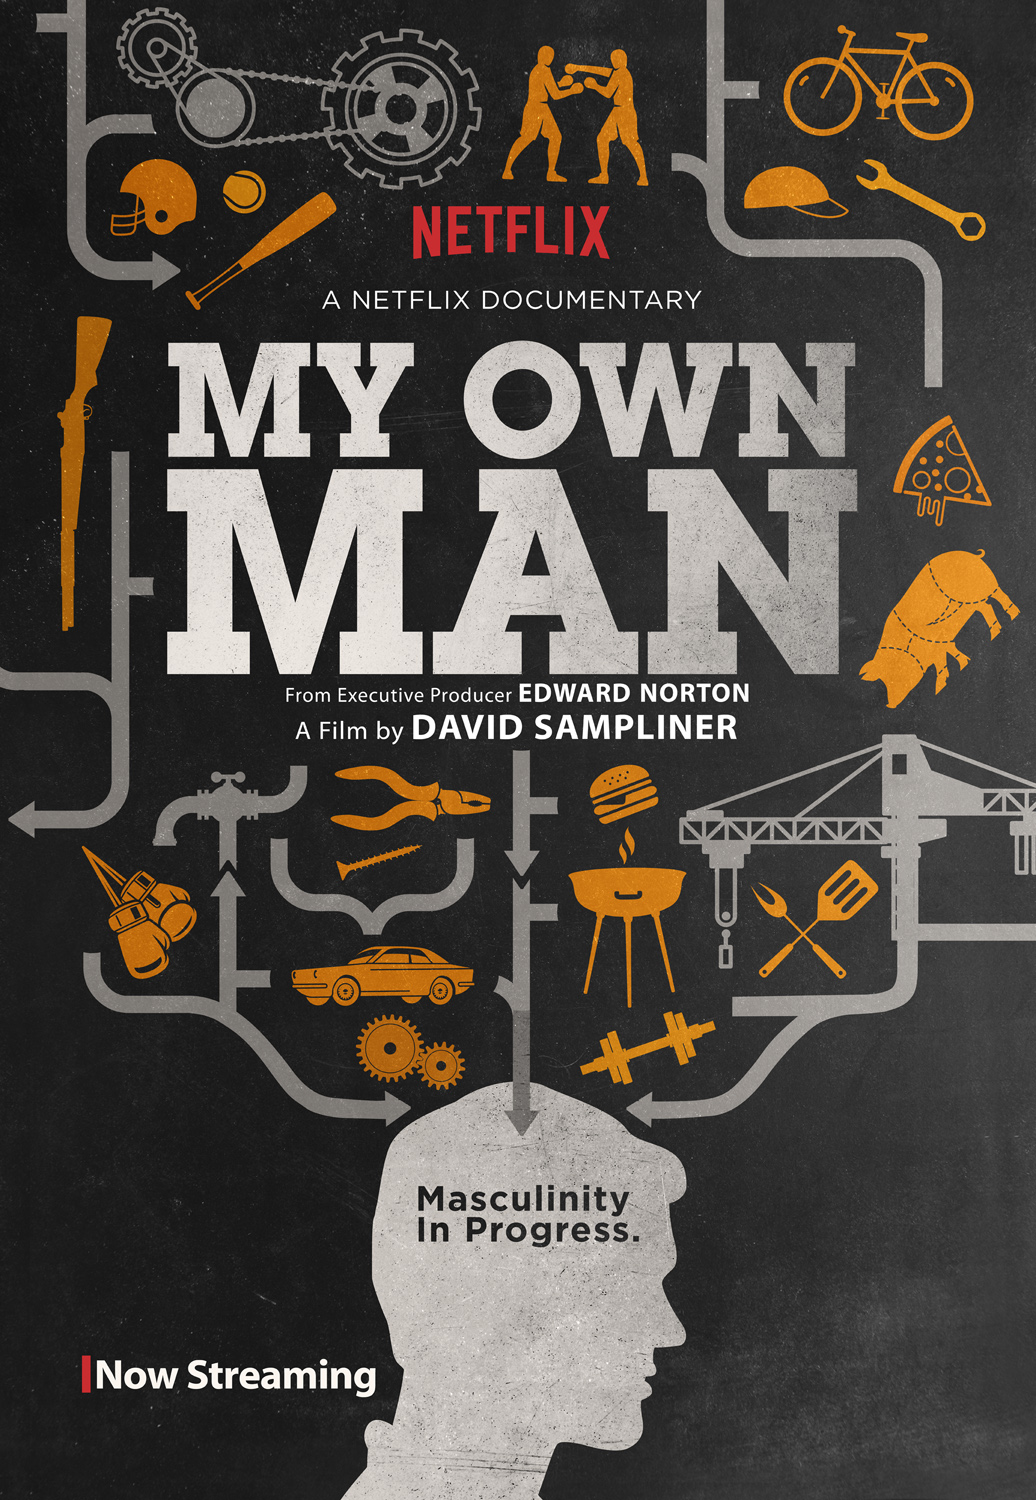 NETFLIX
A NETFLIX DOCUMENTARY
MY OWN
MAN
From Executive Producer EDWARD NORTON
A Film by DAVID SAMPLINER
Masculinity
In Progress.
Now Streaming